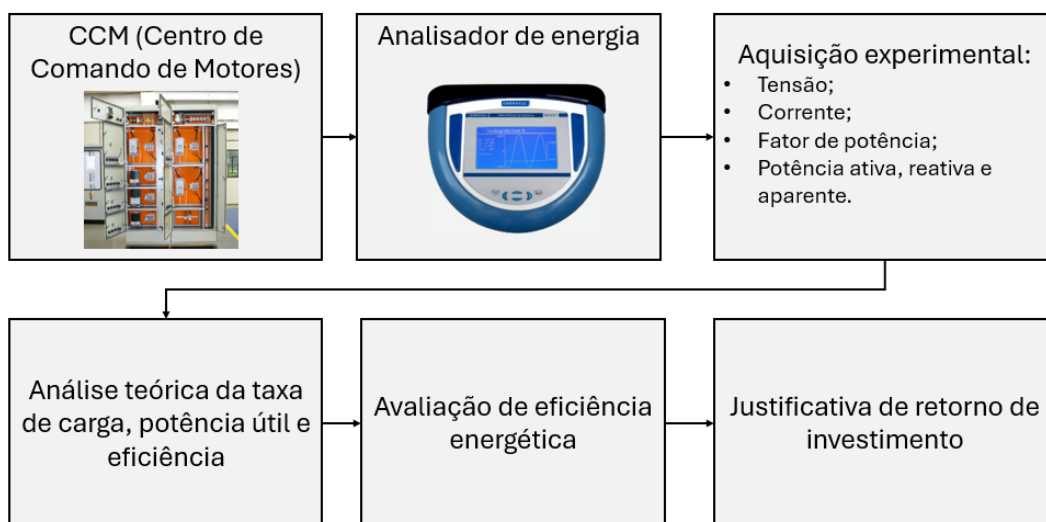 CCM (Centro de
Comando de Motores)
Analisador de energia
Aquisição experimental:
• Tensão;
• Corrente;
• Fator de potência;
• Potência ativa, reativa e
aparente.
Análise teórica da taxa
de carga, potência útil e
eficiência
Avaliação de eficiência
energética
Justificativa de retorno de
investimento